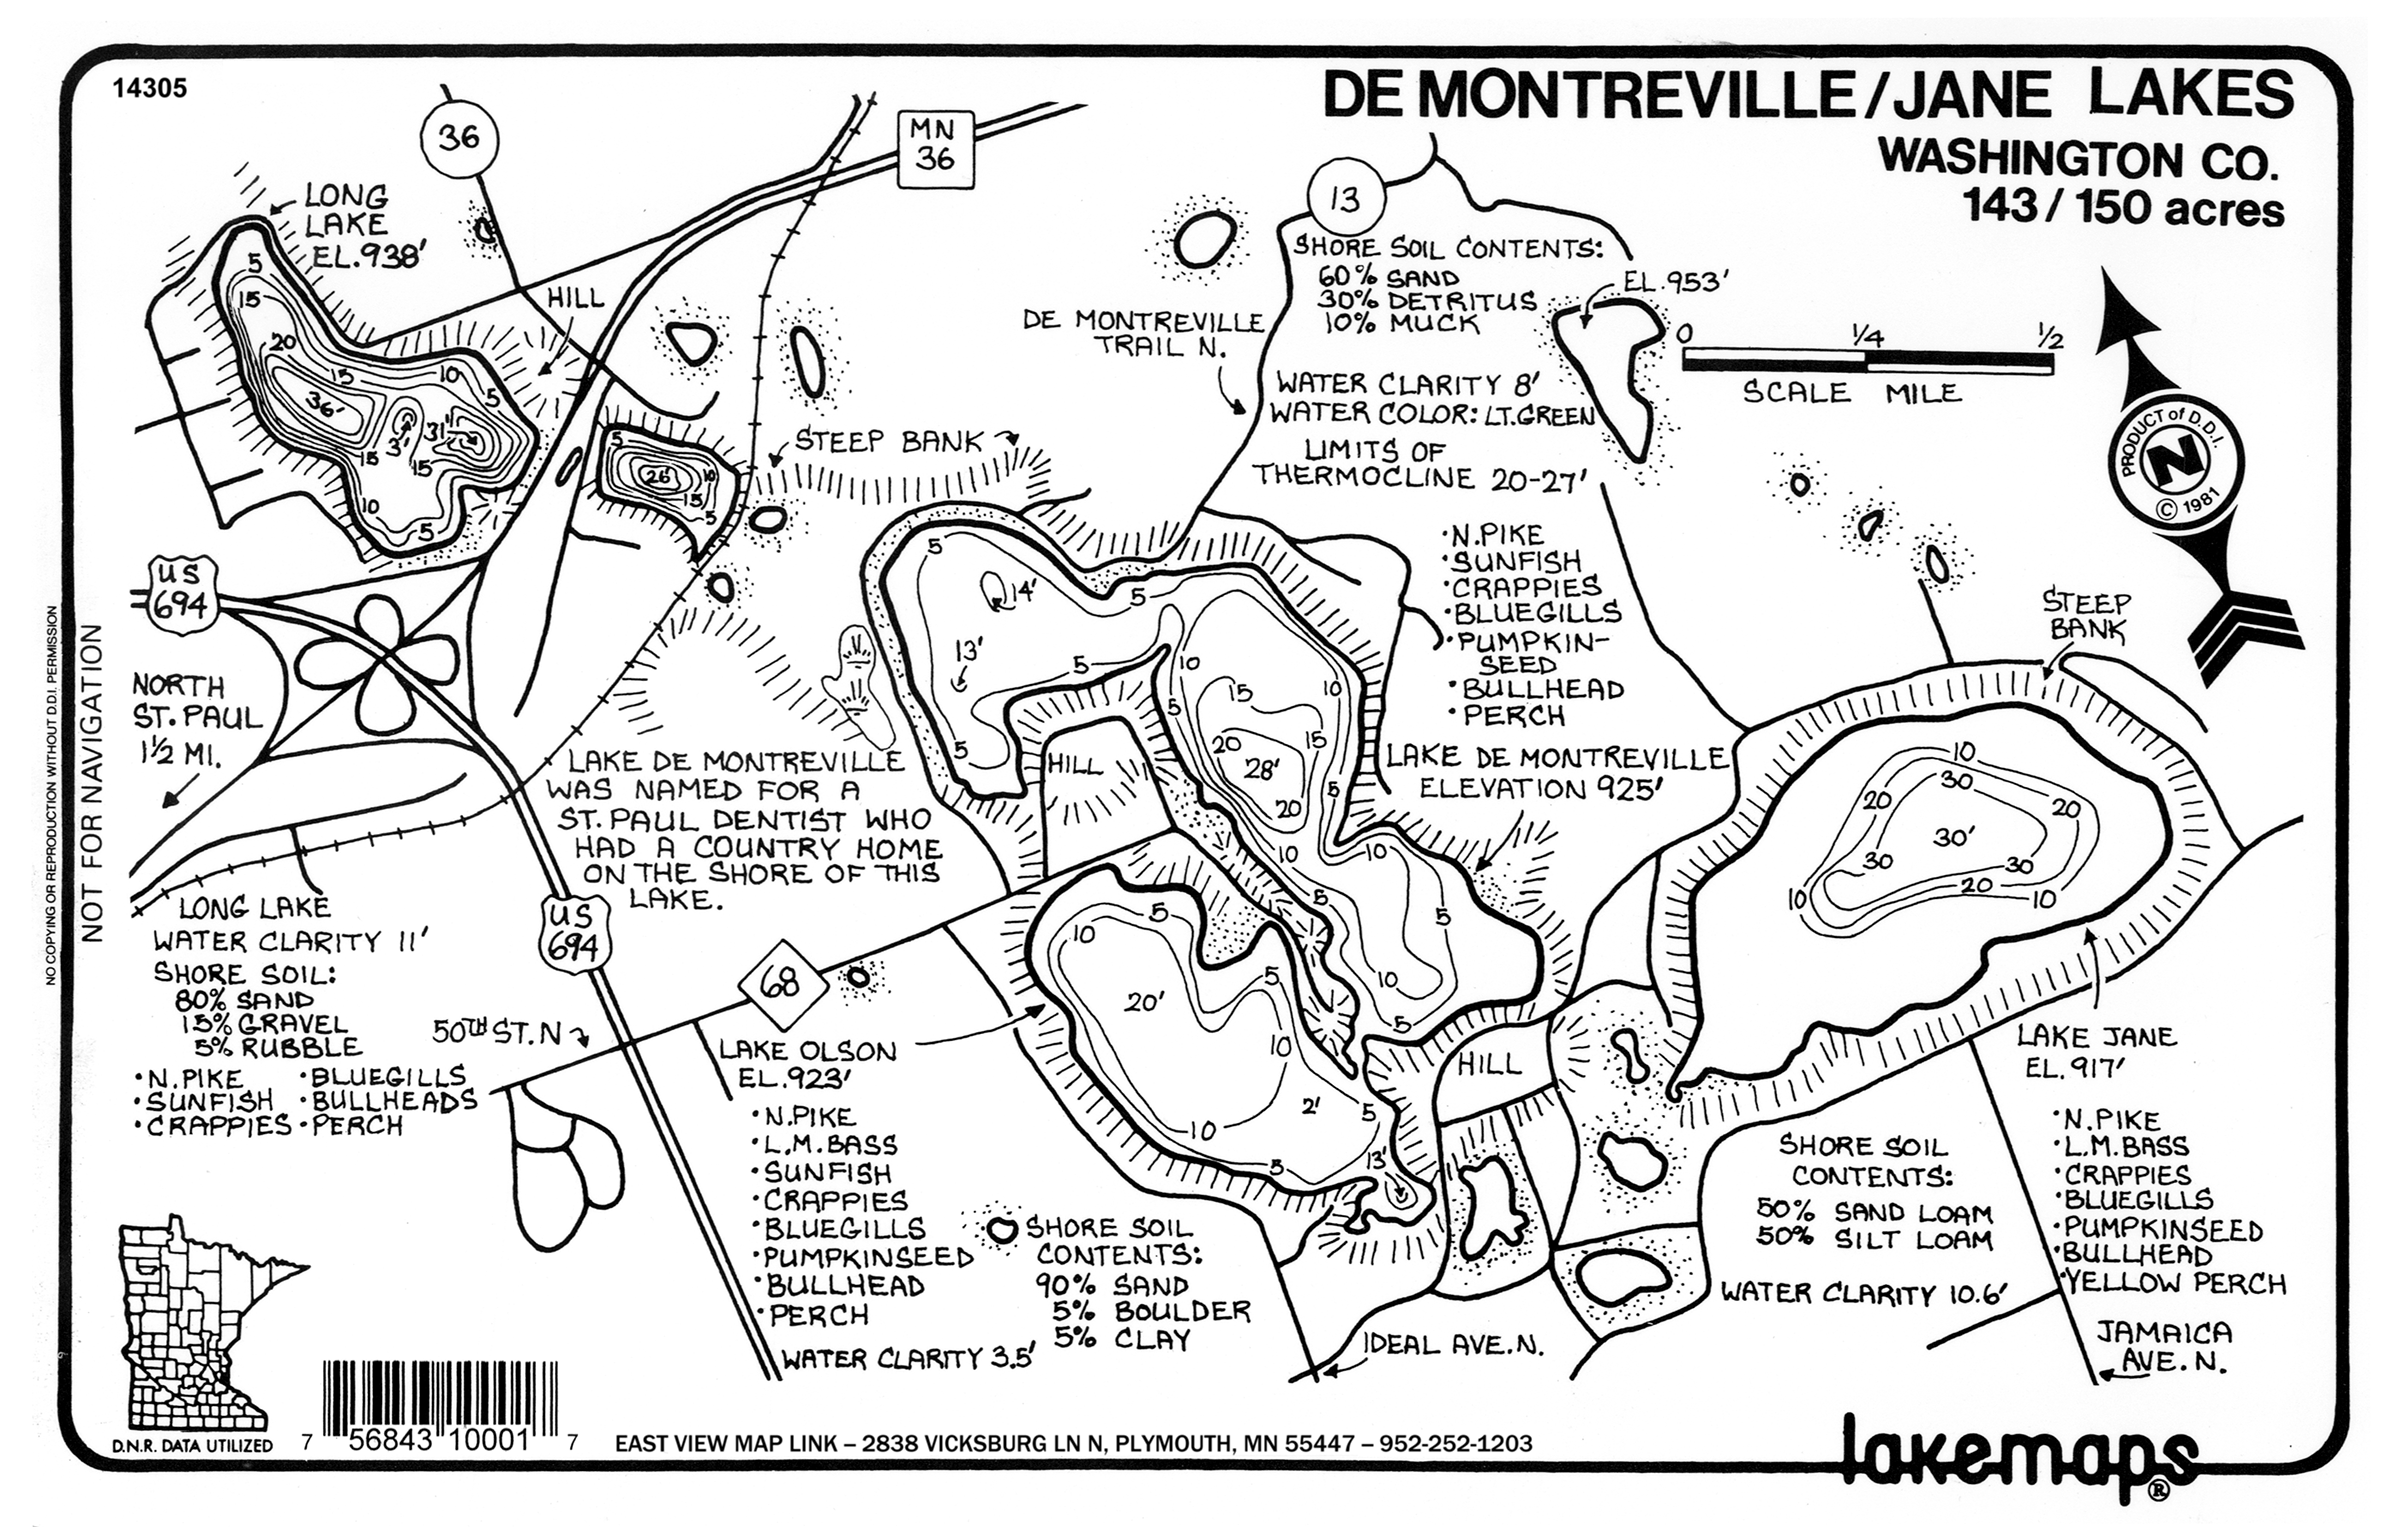 14305
DE MONTREVILLE/JANE LAKES
WASHINGTON CO.
143/150 acres
36
MN
36
LONG
LAKE
EL.938'
HILL
5
15
20
15
10
5
36'
3'
31'
15
15
10
5
5
26'
10
15
5
STEEP BANK
13
SHORE SOIL CONTENTS:
60% SAND
30% DETRITUS
10% MUCK
DE MONTREVILLE
TRAIL N.
WATER CLARITY 8'
WATER COLOR: LT.GREEN
LIMITS OF
THERMOCLINE 20-27'
EL.953'
0 1/4 1/2
SCALE MILE
PRODUCT of D.D.I.
N
© 1981
•N.PIKE
•SUNFISH
•CRAPPIES
•BLUEGILLS
•PUMPKIN-
SEED
•BULLHEAD
•PERCH
LAKE DE MONTREVILLE
ELEVATION 925'
STEEP
BANK
US
694
NORTH
ST. PAUL
1½ MI.
NOT FOR NAVIGATION
NO COPYING OR REPRODUCTION WITHOUT D.D.I. PERMISSION
LAKE DE MONTREVILLE
WAS NAMED FOR A
ST. PAUL DENTIST WHO
HAD A COUNTRY HOME
ON THE SHORE OF THIS
LAKE.
5
14'
13'
5
5
5
HILL
10
5
15
10
20
15
28'
5
20
10
10
5
5
10
5
10
30
20
20
30'
30
30
10
20
10
LONG LAKE
WATER CLARITY 11'
SHORE SOIL:
80% SAND
15% GRAVEL
5% RUBBLE
•N.PIKE •BLUEGILLS
•SUNFISH •BULLHEADS
•CRAPPIES •PERCH
US
694
50TH ST. N
68
LAKE OLSON
EL.923'
•N.PIKE
•L.M.BASS
•SUNFISH
•CRAPPIES
•BLUEGILLS
•PUMPKINSEED
•BULLHEAD
•PERCH
WATER CLARITY 3.5'
5
10
5
20'
10
2'
5
10
5
13'
SHORE SOIL
CONTENTS:
90% SAND
5% BOULDER
5% CLAY
HILL
IDEAL AVE. N.
LAKE JANE
EL. 917'
•N.PIKE
•L.M.BASS
•CRAPPIES
•BLUEGILLS
•PUMPKINSEED
•BULLHEAD
•YELLOW PERCH
SHORE SOIL
CONTENTS:
50% SAND LOAM
50% SILT LOAM
WATER CLARITY 10.6'
JAMAICA
AVE. N.
D.N.R. DATA UTILIZED
7 56843 10001 7
EAST VIEW MAP LINK – 2838 VICKSBURG LN N, PLYMOUTH, MN 55447 – 952-252-1203
lakemaps®